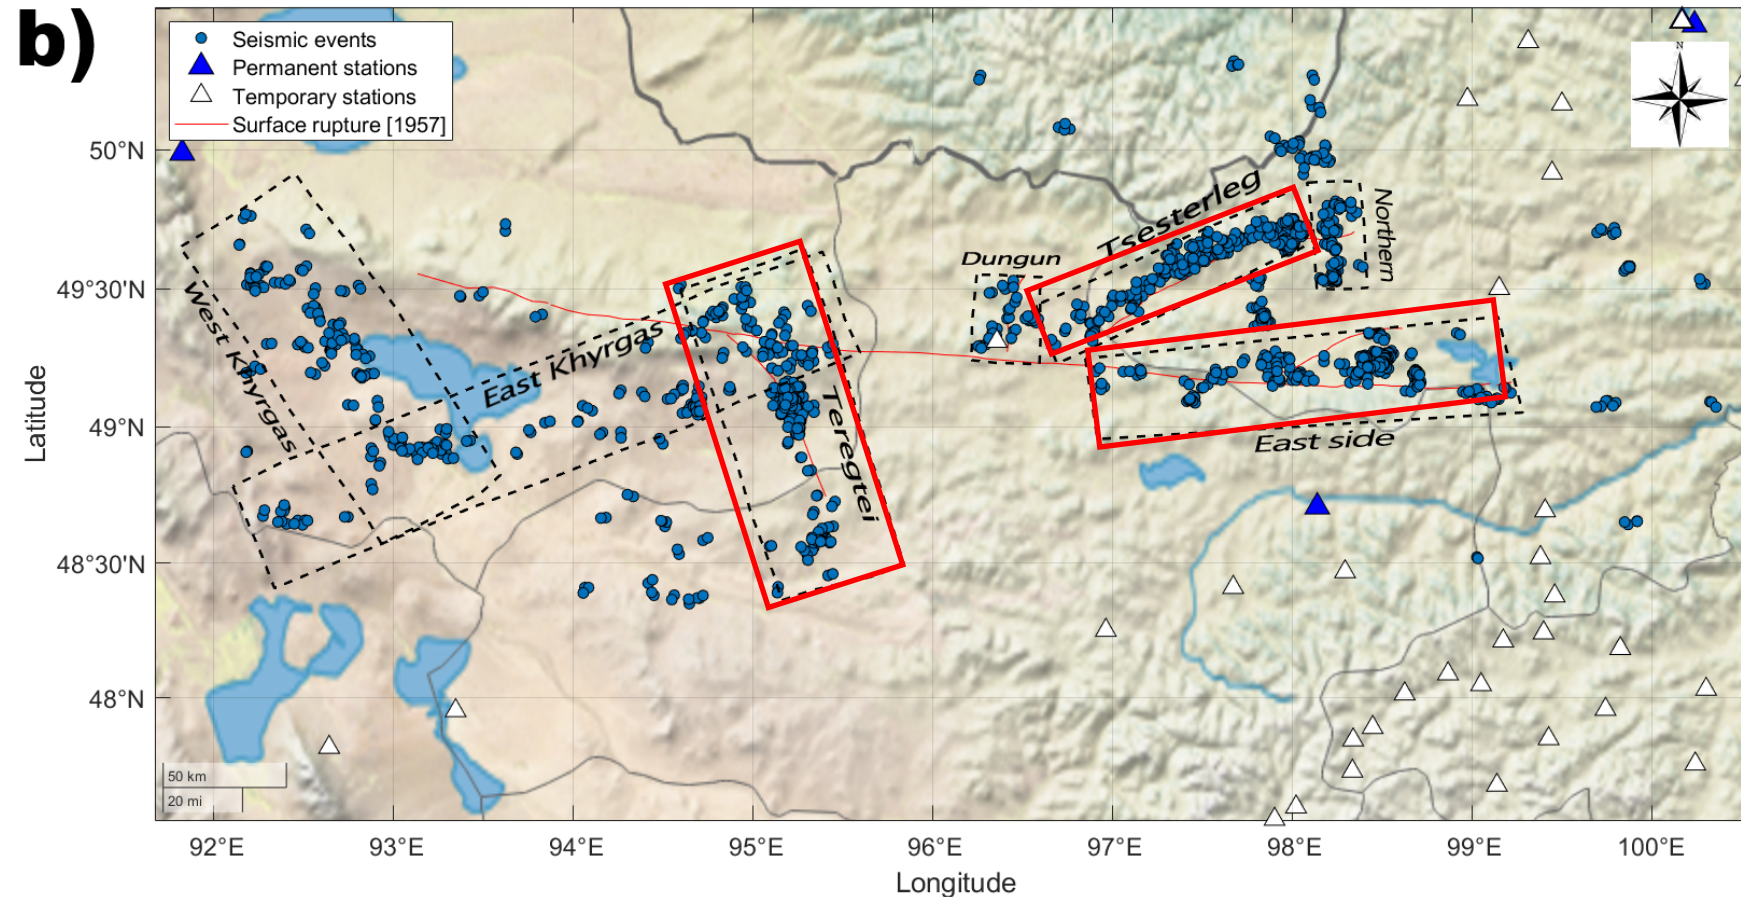 b)
Seismic events
Permanent stations
Temporary stations
Surface rupture [1957]
N
50°N
49°30'N
49°N
48°30'N
48°N
Latitude
West Khyrgas
East Khyrgas
Teregtei
Dungun
Tsesterleg
Northern
East side
50 km
20 mi
92°E
93°E
94°E
95°E
96°E
97°E
98°E
99°E
100°E
Longitude